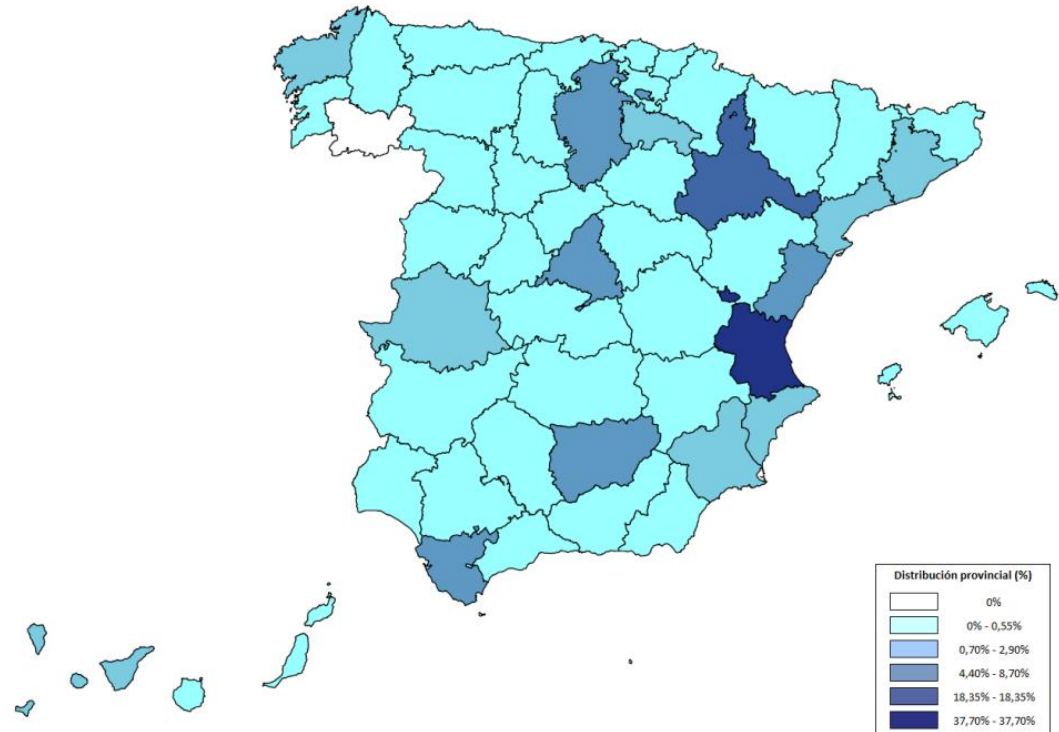 Distribución provincial (%)
0%
0% - 0,55%
0,70% - 2,90%
4,40% - 8,70%
18,35% - 18,35%
37,70% - 37,70%